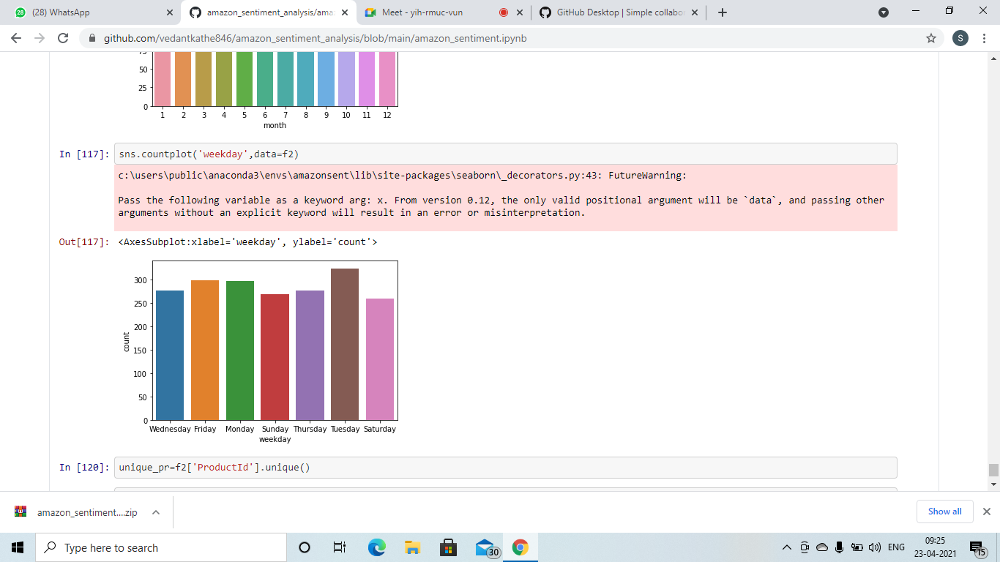 (28) WhatsApp
amazon_sentiment_analysis/ama
Meet - yih-rmuc-vun
GitHub Desktop | Simple collabo
github.com/vedantkathe846/amazon_sentiment_analysis/blob/main/amazon_sentiment.ipynb
S
75
50
25
0
1 2 3 4 5 6 7 8 9 10 11 12
month
In [117]: sns.countplot('weekday',data=f2)
c:\users\public\anaconda3\envs\amazonsent\lib\site-packages\seaborn\_decorators.py:43: FutureWarning:
Pass the following variable as a keyword arg: x. From version 0.12, the only valid positional argument will be `data`, and passing other
arguments without an explicit keyword will result in an error or misinterpretation.
Out[117]: <AxesSubplot:xlabel='weekday', ylabel='count'>
300
250
200
150
100
50
0
count
Wednesday Friday Monday Sunday Thursday Tuesday Saturday
weekday
In [120]: unique_pr=f2['ProductId'].unique()
amazon_sentiment....zip
Show all
Type here to search
30
ENG
09:25
23-04-2021
15